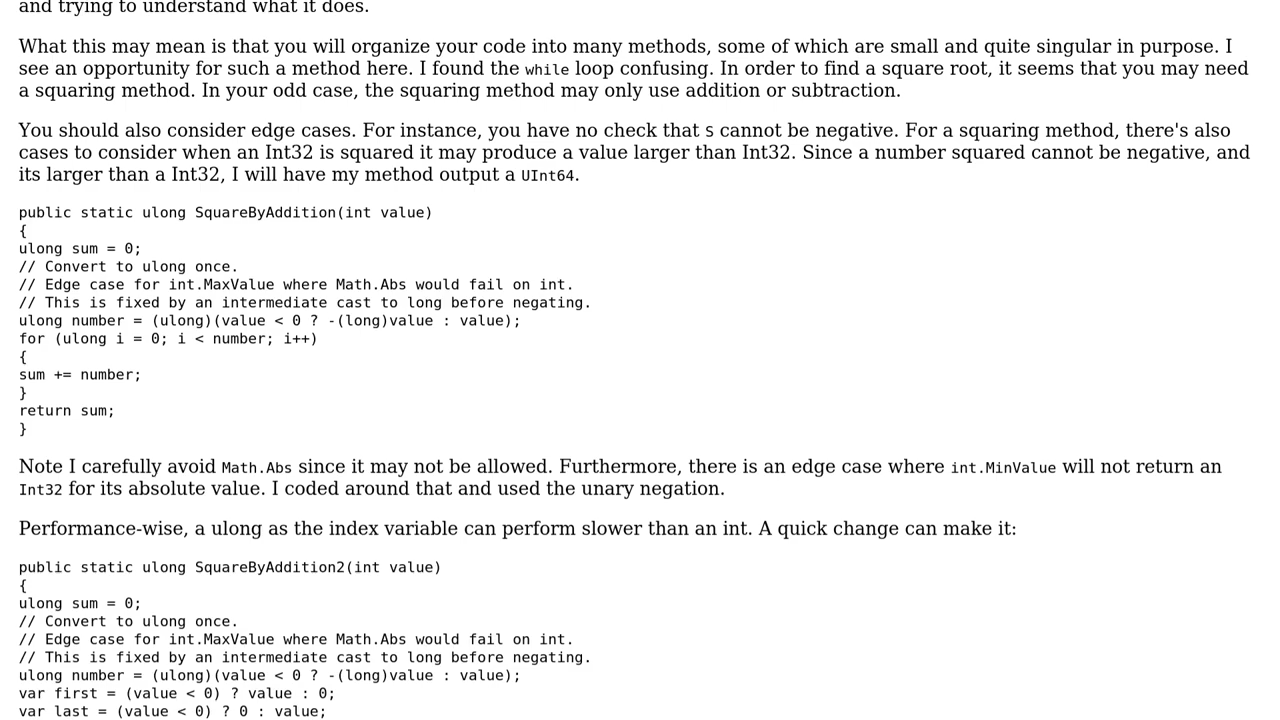 and trying to understand what it does.
What this may mean is that you will organize your code into many methods, some of which are small and quite singular in purpose. I
see an opportunity for such a method here. I found the while loop confusing. In order to find a square root, it seems that you may need
a squaring method. In your odd case, the squaring method may only use addition or subtraction.
You should also consider edge cases. For instance, you have no check that S cannot be negative. For a squaring method, there's also
cases to consider when an Int32 is squared it may produce a value larger than Int32. Since a number squared cannot be negative, and
its larger than a Int32, I will have my method output a UInt64.
public static ulong SquareByAddition(int value)
{
ulong sum = 0;
// Convert to ulong once.
// Edge case for int.MaxValue where Math.Abs would fail on int.
// This is fixed by an intermediate cast to long before negating.
ulong number = (ulong)(value < 0 ? -(long)value : value);
for (ulong i = 0; i < number; i++)
{
sum += number;
}
return sum;
}
Note I carefully avoid Math.Abs since it may not be allowed. Furthermore, there is an edge case where int.MinValue will not return an
Int32 for its absolute value. I coded around that and used the unary negation.
Performance-wise, a ulong as the index variable can perform slower than an int. A quick change can make it:
public static ulong SquareByAddition2(int value)
{
ulong sum = 0;
// Convert to ulong once.
// Edge case for int.MaxValue where Math.Abs would fail on int.
// This is fixed by an intermediate cast to long before negating.
ulong number = (ulong)(value < 0 ? -(long)value : value);
var first = (value < 0) ? value : 0;
var last = (value < 0) ? 0 : value;